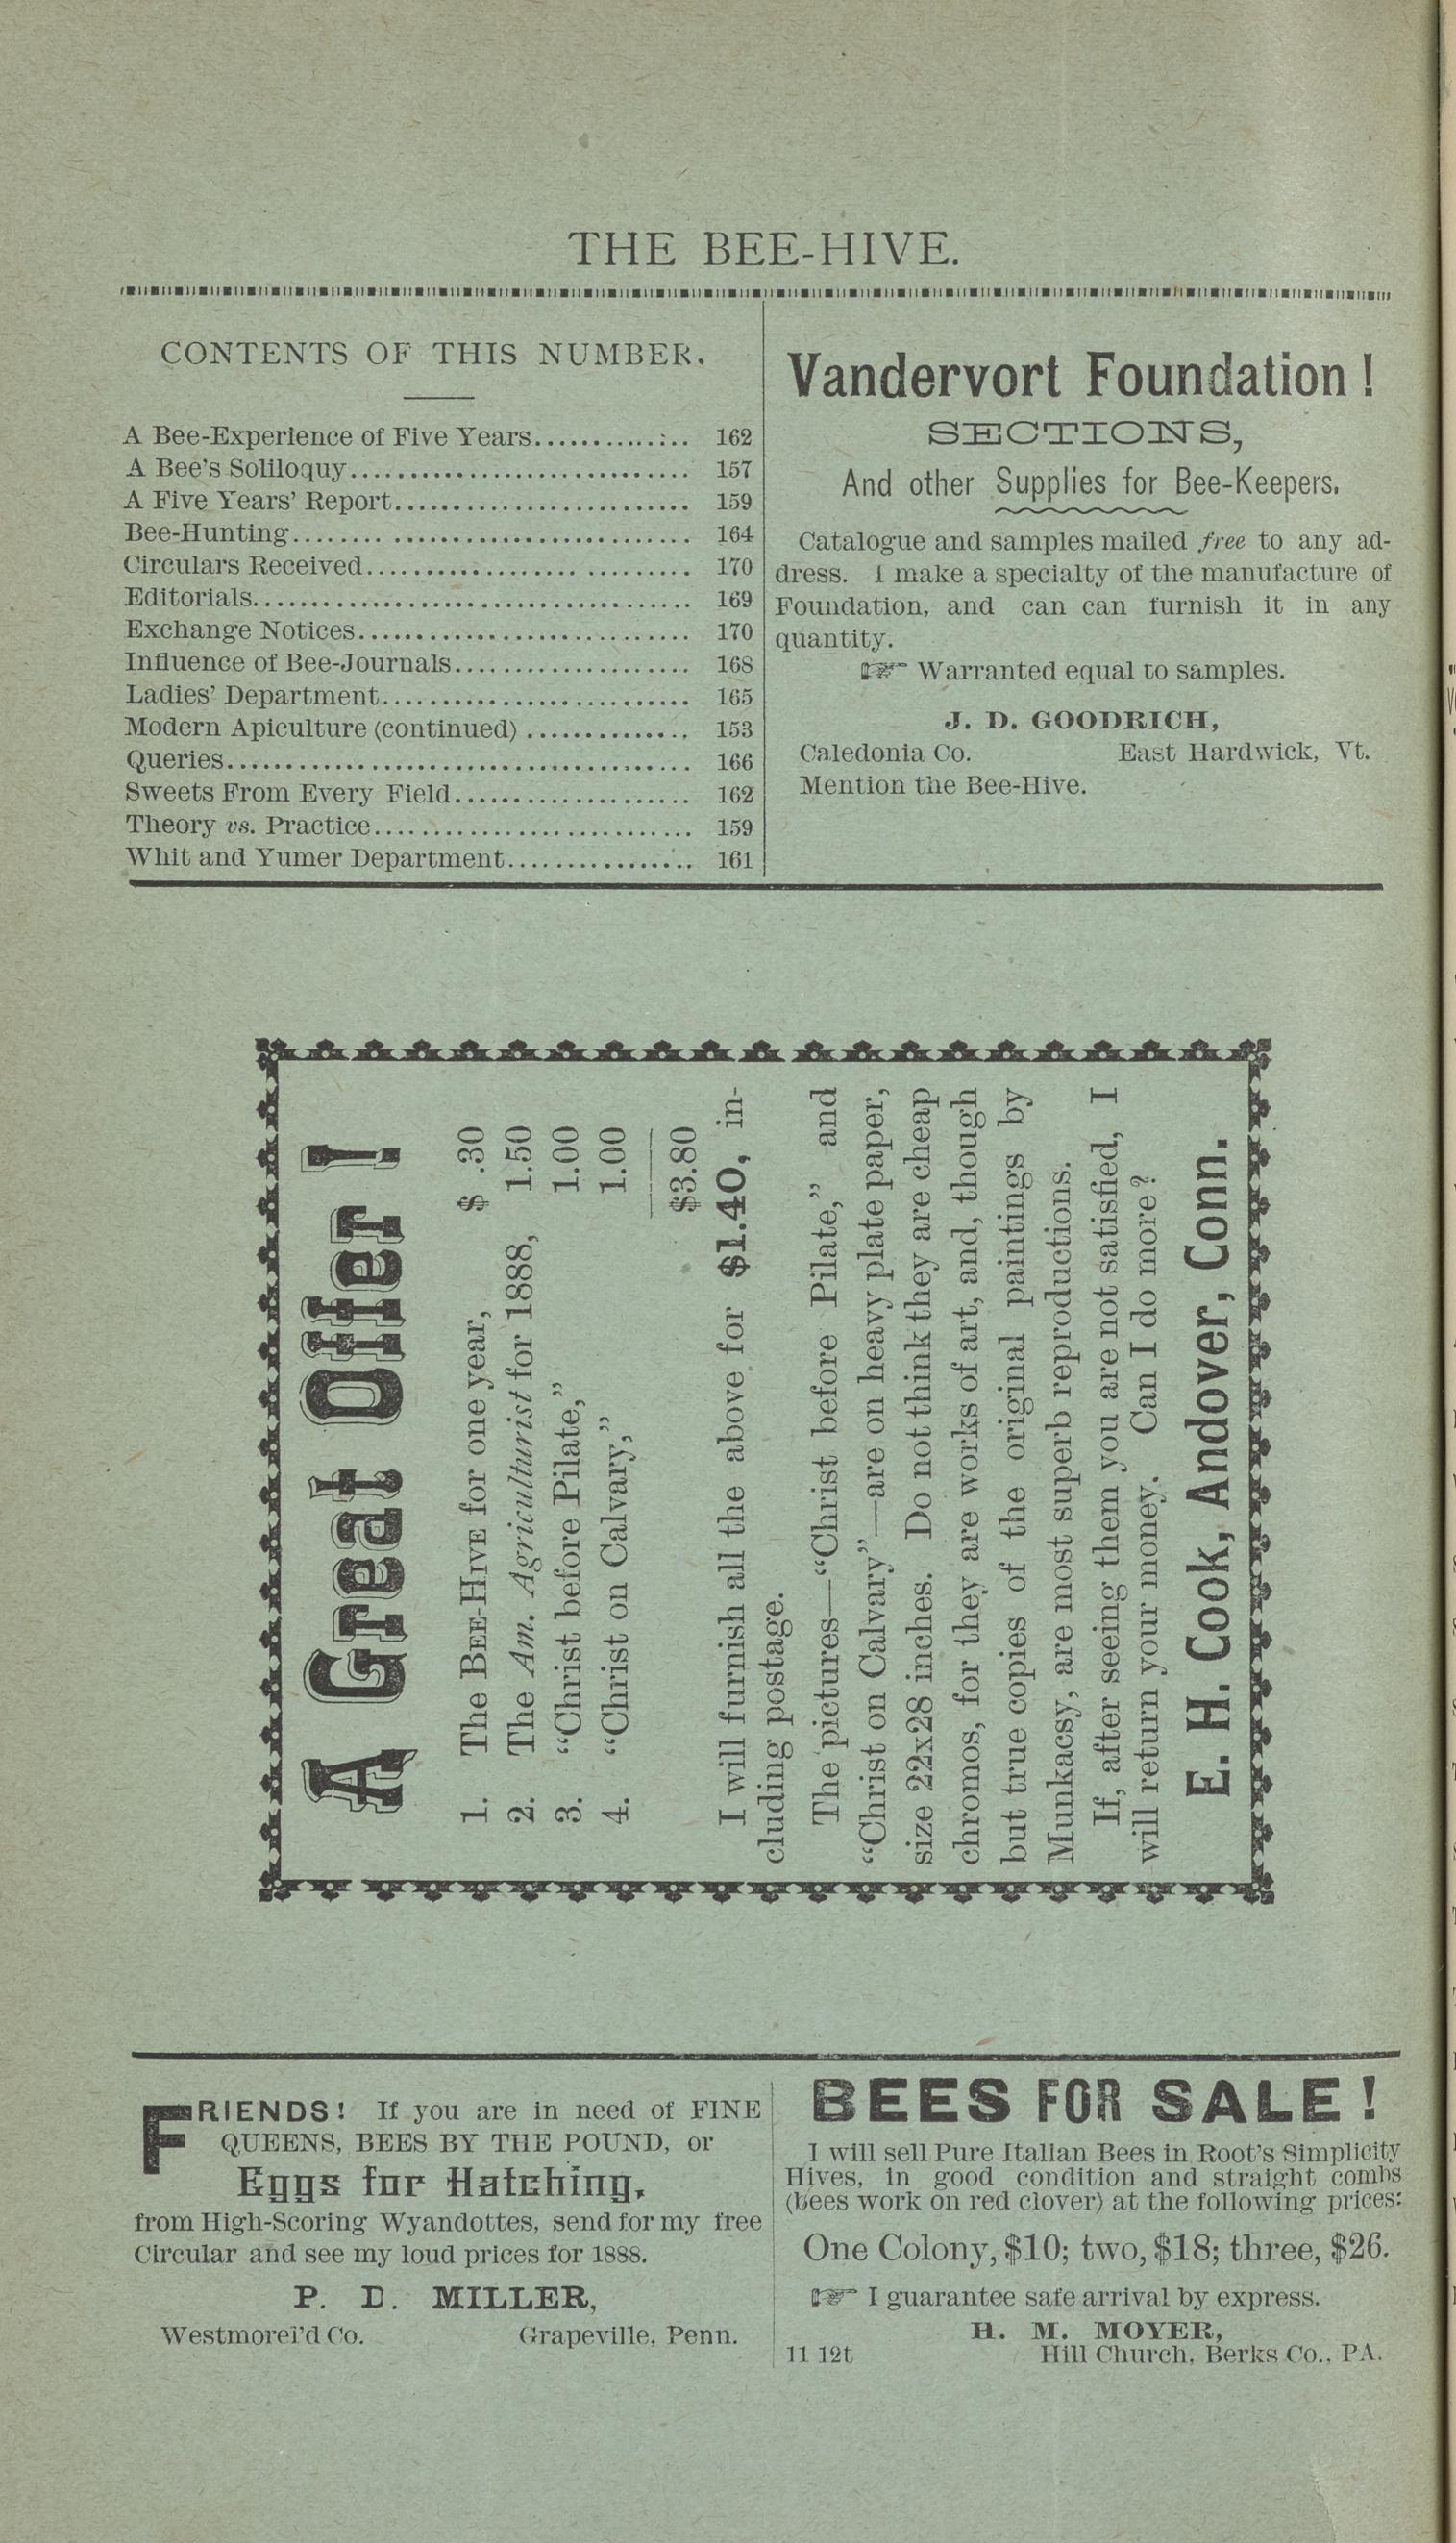 THE BEE-HIVE.
CONTENTS OF THIS NUMBER.
A Bee-Experience of Five Years............:.. 162
A Bee's Soliloquy............................. 157
A Five Years' Report......................... 159
Bee-Hunting........ ......................... 164
Circulars Received.................. ......... 170
Editorials..................................... 169
Exchange Notices............................ 170
Influence of Bee-Journals.................... 168
Ladies' Department.......................... 165
Modern Apiculture (continued) .............. 153
Queries....................................... 166
Sweets From Every Field.................... 162
Theory vs. Practice........................... 159
Whit and Yumer Department................ 161
Vandervort Foundation!
SECTIONS,
And other Supplies for Bee-Keepers.
Catalogue and samples mailed free to any ad-
dress. I make a specialty of the manufacture of
Foundation, and can can furnish it in any
quantity.
☞ Warranted equal to samples.
J. D. GOODRICH,
Caledonia Co. East Hardwick, Vt.
Mention the Bee-Hive.
A Great Offer!
1. The BEE-HIVE for one year, $ .30
2. The Am. Agriculturist for 1888, 1.50
3. “Christ before Pilate,” 1.00
4. “Christ on Calvary,” 1.00
$3.80
I will furnish all the above for $1.40, in-
cluding postage.
The pictures—“Christ before Pilate,” and
“Christ on Calvary”—are on heavy plate paper,
size 22x28 inches. Do not think they are cheap
chromos, for they are works of art, and, though
but true copies of the original paintings by
Munkacsy, are most superb reproductions.
If, after seeing them you are not satisfied, I
will return your money. Can I do more?
E. H. Cook, Andover, Conn.
FRIENDS! If you are in need of FINE
QUEENS, BEES BY THE POUND, or
Eggs for Hatching,
from High-Scoring Wyandottes, send for my free
Circular and see my loud prices for 1888.
P. D. MILLER,
Westmorel'd Co. Grapeville, Penn.
BEES FOR SALE!
I will sell Pure Italian Bees in Root's Simplicity
Hives, in good condition and straight combs
(bees work on red clover) at the following prices:
One Colony, $10; two, $18; three, $26.
☞ I guarantee safe arrival by express.
H. M. MOYER,
11 12t Hill Church, Berks Co., PA.